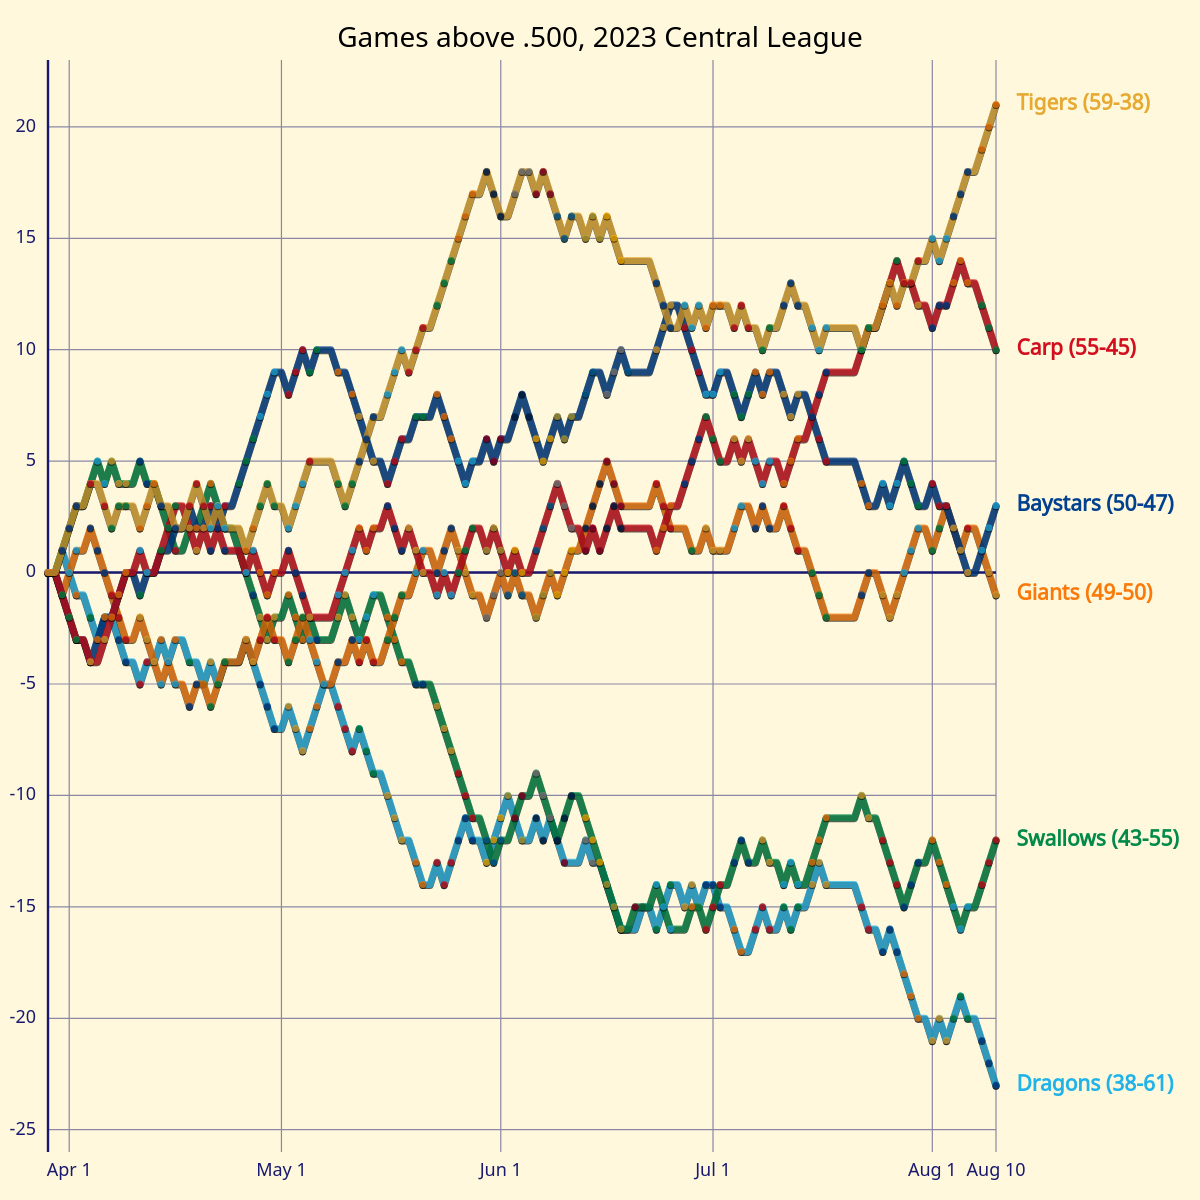 Games above .500, 2023 Central League
20
15
10
5
0
-5
-10
-15
-20
-25
Tigers (59-38)
Carp (55-45)
Baystars (50-47)
Giants (49-50)
Swallows (43-55)
Dragons (38-61)
Apr 1 May 1 Jun 1 Jul 1 Aug 1 Aug 10